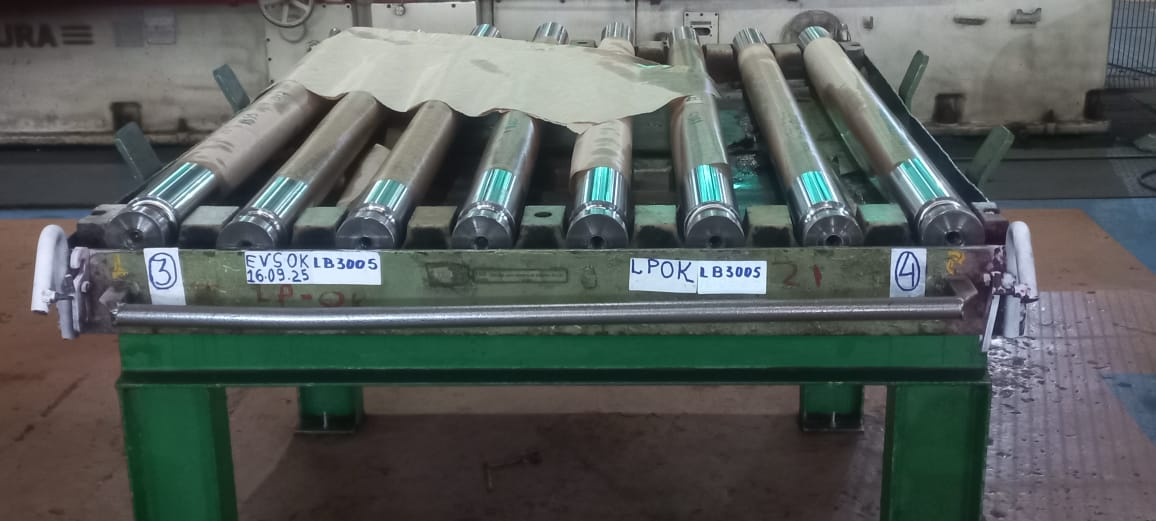 URA
3
EVSOK LB3005
16.09.25
LPOK LB3005
21
4
LP-OK